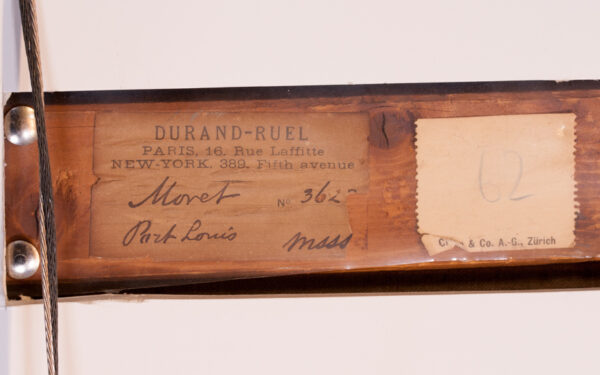 DURAND-RUEL
PARIS, 16, Rue Laffitte
NEW-YORK, 389, Fifth avenue
Moret No 362
Port Louis msss
62
& Co. A.-G., Zürich